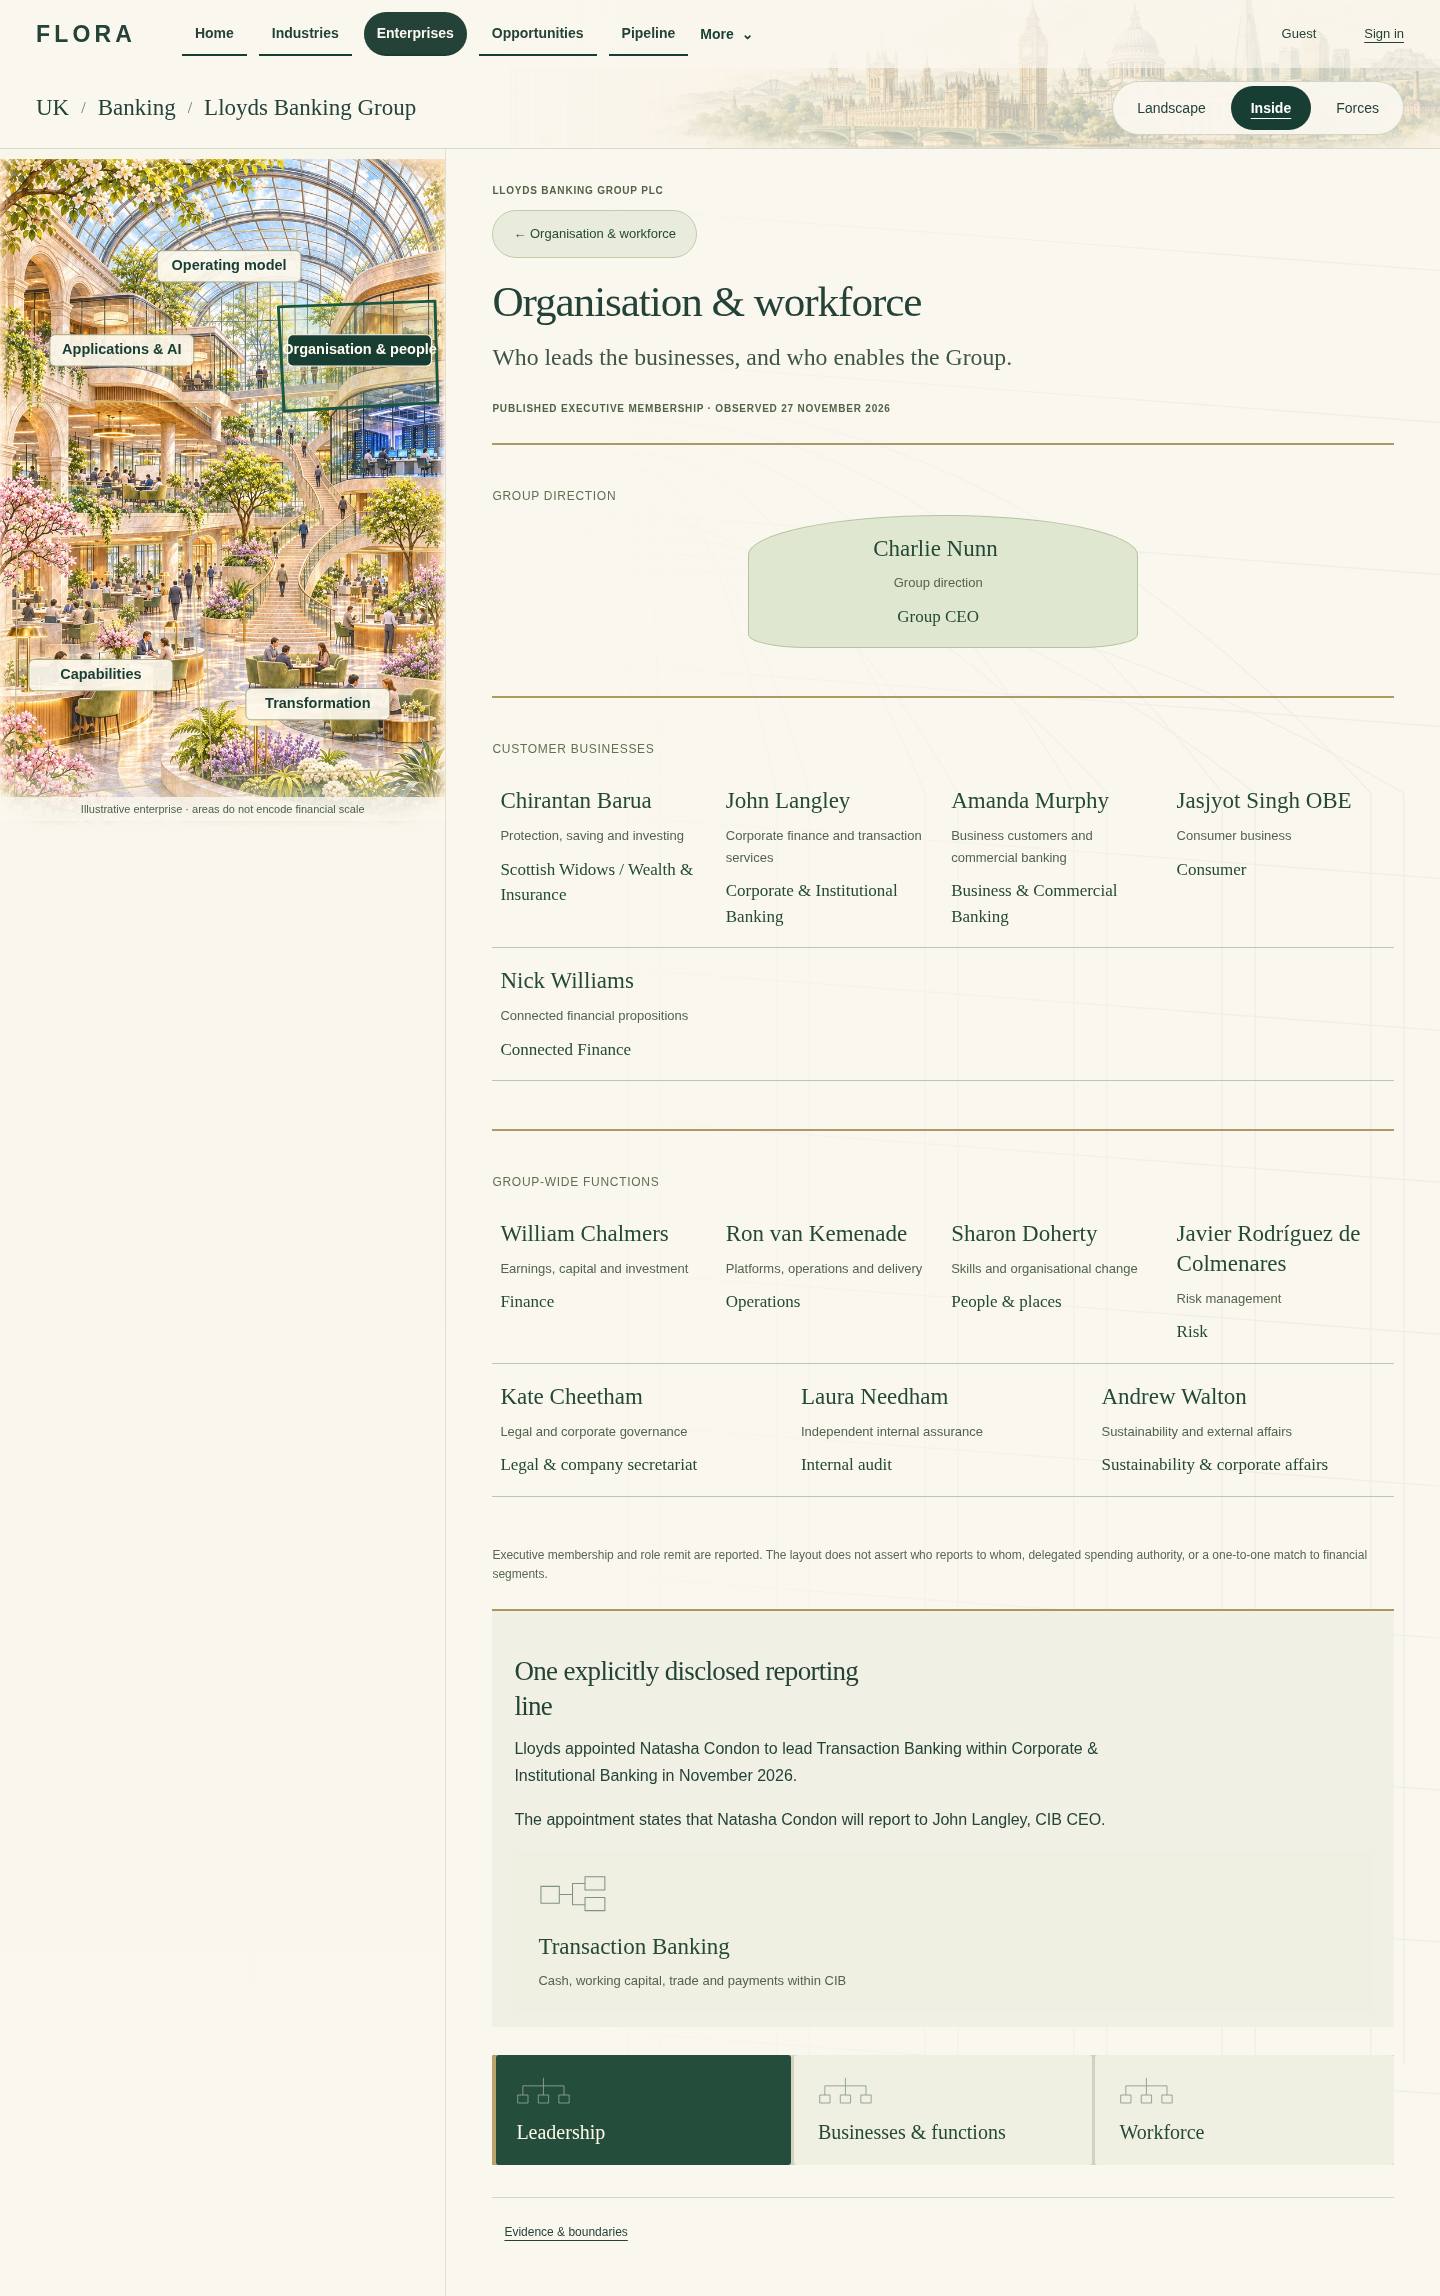 FLORA
Home
Industries
Enterprises
Opportunities
Pipeline
More
Guest
Sign in
UK / Banking / Lloyds Banking Group
Landscape
Inside
Forces
Operating model
Applications & AI
Organisation & people
Capabilities
Transformation
Illustrative enterprise · areas do not encode financial scale
LLOYDS BANKING GROUP PLC
← Organisation & workforce
Organisation & workforce
Who leads the businesses, and who enables the Group.
PUBLISHED EXECUTIVE MEMBERSHIP · OBSERVED 27 NOVEMBER 2026
GROUP DIRECTION
Charlie Nunn
Group direction
Group CEO
CUSTOMER BUSINESSES
Chirantan Barua
Protection, saving and investing
Scottish Widows / Wealth &
Insurance
John Langley
Corporate finance and transaction
services
Corporate & Institutional
Banking
Amanda Murphy
Business customers and
commercial banking
Business & Commercial
Banking
Jasjyot Singh OBE
Consumer business
Consumer
Nick Williams
Connected financial propositions
Connected Finance
GROUP-WIDE FUNCTIONS
William Chalmers
Earnings, capital and investment
Finance
Ron van Kemenade
Platforms, operations and delivery
Operations
Sharon Doherty
Skills and organisational change
People & places
Javier Rodríguez de
Colmenares
Risk management
Risk
Kate Cheetham
Legal and corporate governance
Legal & company secretariat
Laura Needham
Independent internal assurance
Internal audit
Andrew Walton
Sustainability and external affairs
Sustainability & corporate affairs
Executive membership and role remit are reported. The layout does not assert who reports to whom, delegated spending authority, or a one-to-one match to financial
segments.
One explicitly disclosed reporting
line
Lloyds appointed Natasha Condon to lead Transaction Banking within Corporate &
Institutional Banking in November 2026.
The appointment states that Natasha Condon will report to John Langley, CIB CEO.
Transaction Banking
Cash, working capital, trade and payments within CIB
Leadership
Businesses & functions
Workforce
Evidence & boundaries